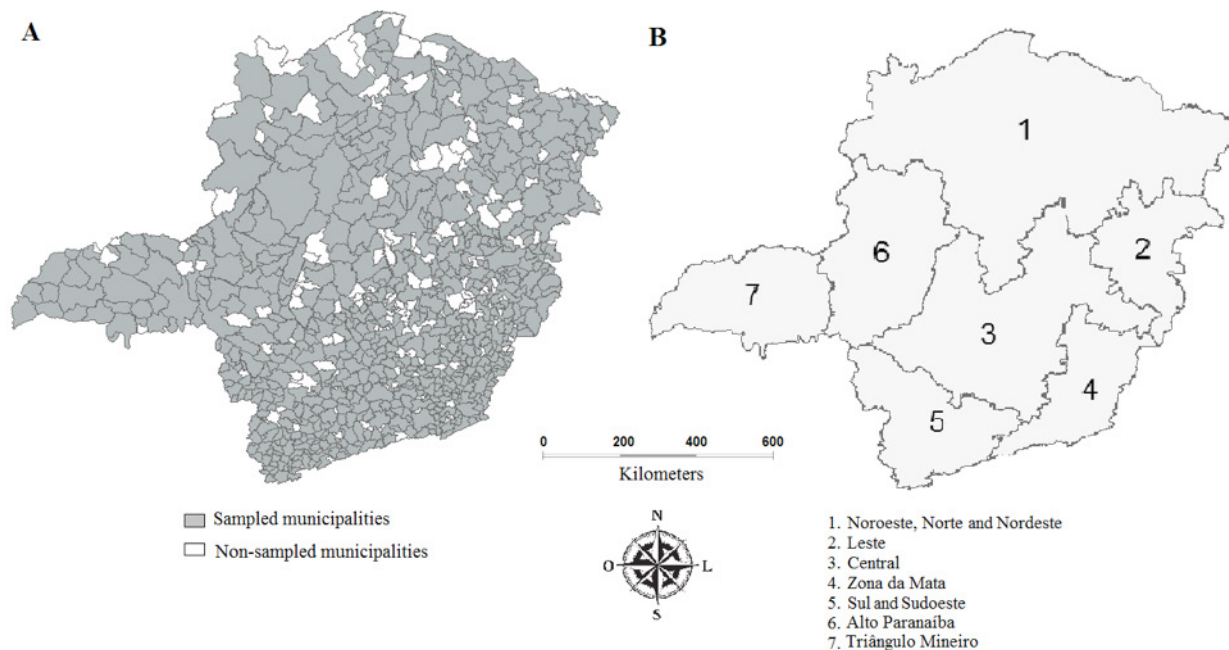 A
B
1
2
3
4
5
6
7
0 200 400 600
Kilometers
Sampled municipalities
Non-sampled municipalities
N
O L
S
1. Noroeste, Norte and Nordeste
2. Leste
3. Central
4. Zona da Mata
5. Sul and Sudoeste
6. Alto Paranaíba
7. Triângulo Mineiro